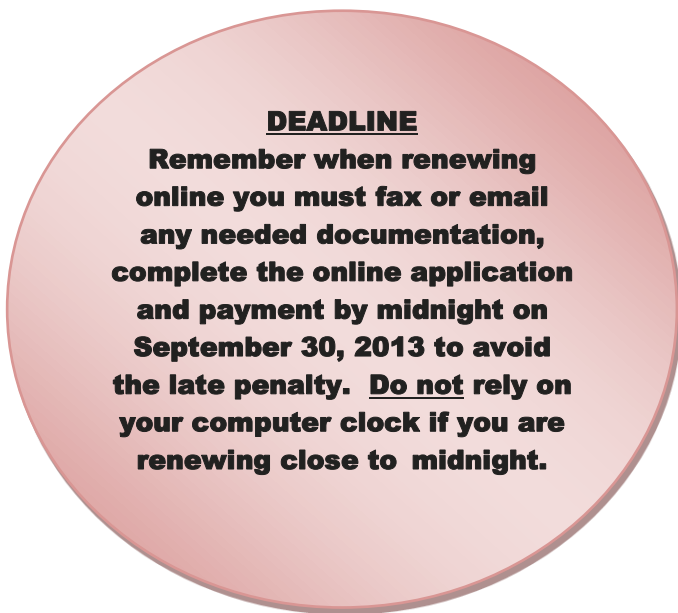 DEADLINE
Remember when renewing
online you must fax or email
any needed documentation,
complete the online application
and payment by midnight on
September 30, 2013 to avoid
the late penalty.  Do not rely on
your computer clock if you are
renewing close to  midnight.